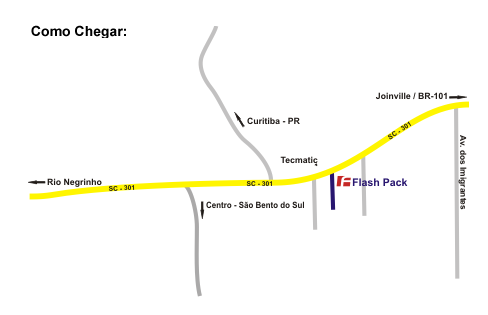 Como Chegar:
Joinville / BR-101
Curitiba - PR
SC - 301
Av. dos Imigrantes
Tecmatiç
Rio Negrinho
SC - 301
SC - 301
Flash Pack
Centro - São Bento do Sul